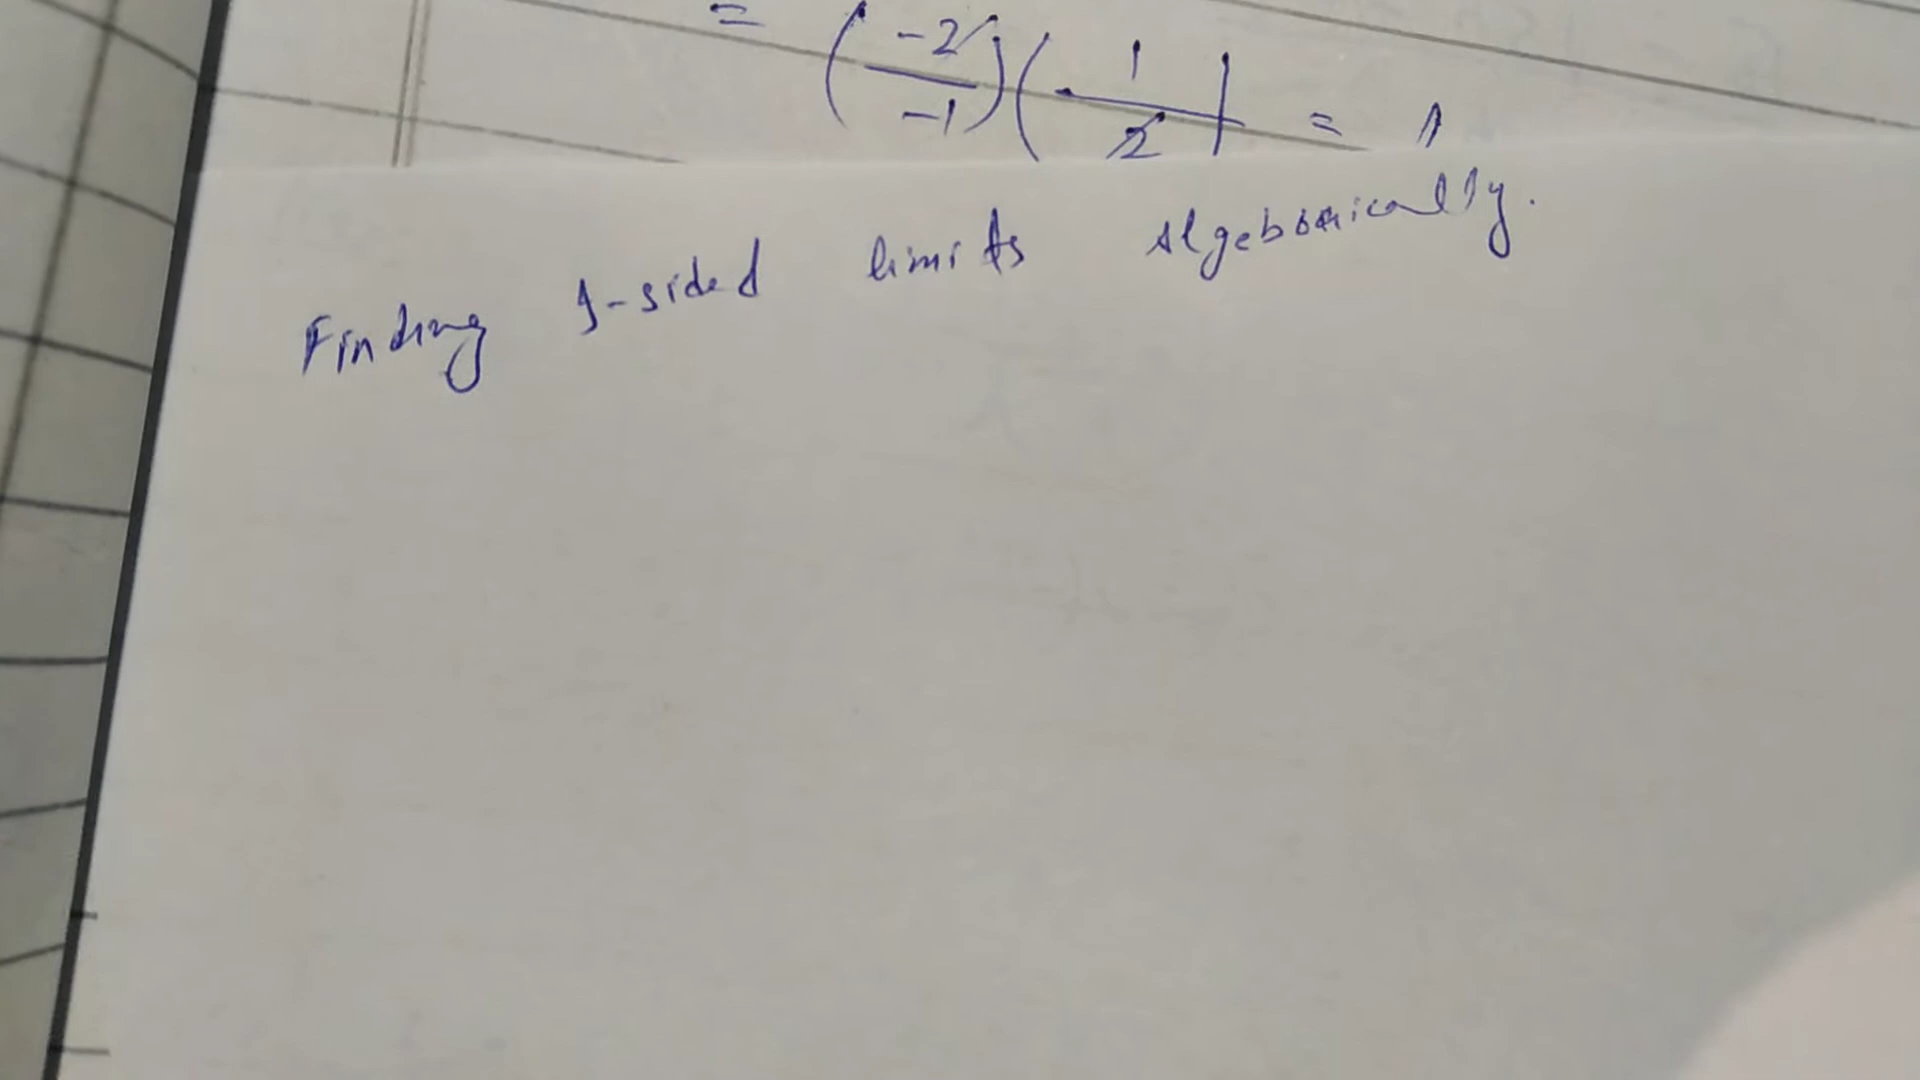 = (-2/-1)(1/2) = 1
Finding 1-sided limits Algebraically.